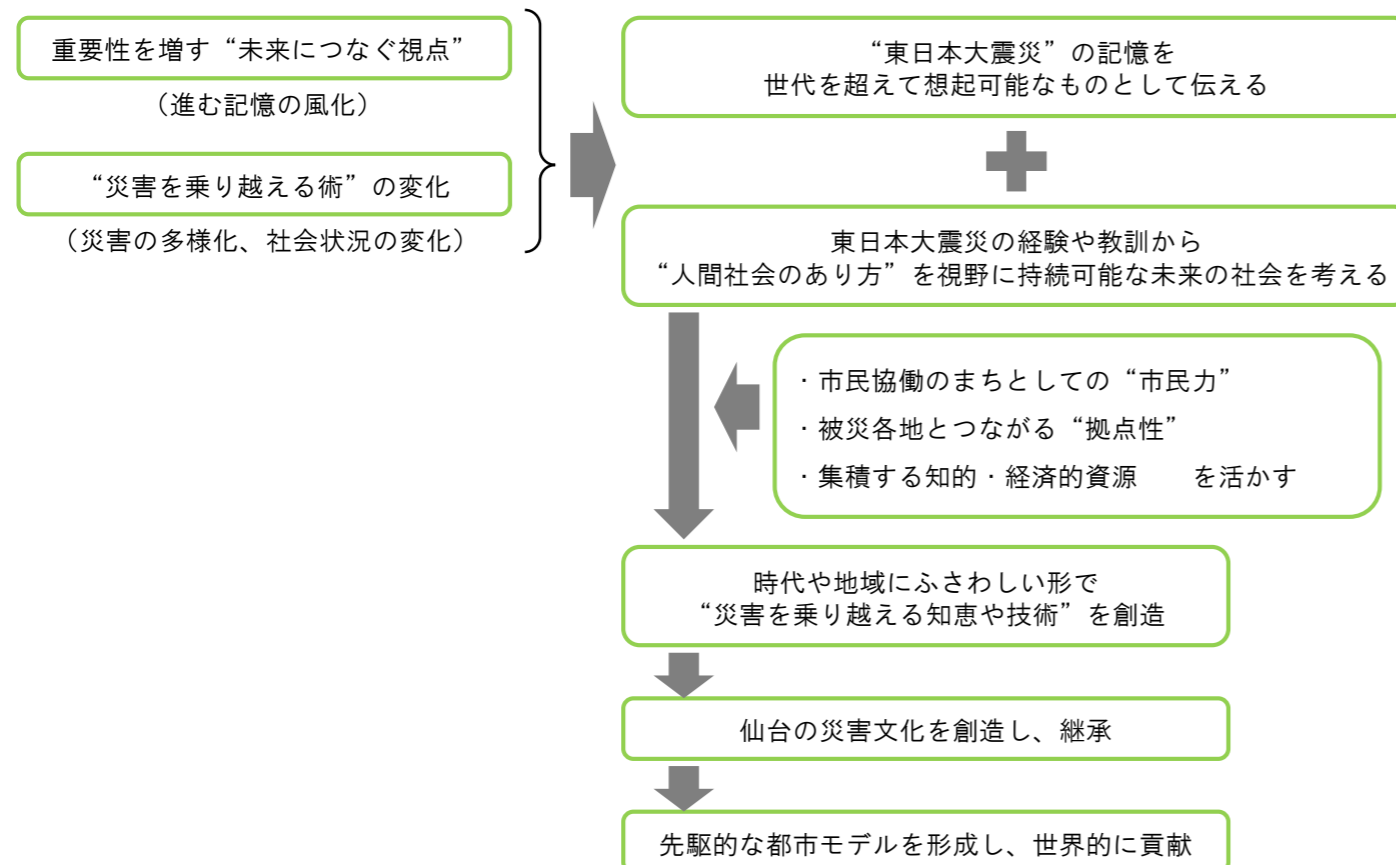 重要性を増す“未来につなぐ視点”
（進む記憶の風化）
“災害を乗り越える術”の変化
（災害の多様化、社会状況の変化）
“東日本大震災”の記憶を
世代を超えて想起可能なものとして伝える
東日本大震災の経験や教訓から
“人間社会のあり方”を視野に持続可能な未来の社会を考える
・市民協働のまちとしての“市民力”
・被災各地とつながる“拠点性”
・集積する知的・経済的資源　　を活かす
時代や地域にふさわしい形で
“災害を乗り越える知恵や技術”を創造
仙台の災害文化を創造し、継承
先駆的な都市モデルを形成し、世界的に貢献